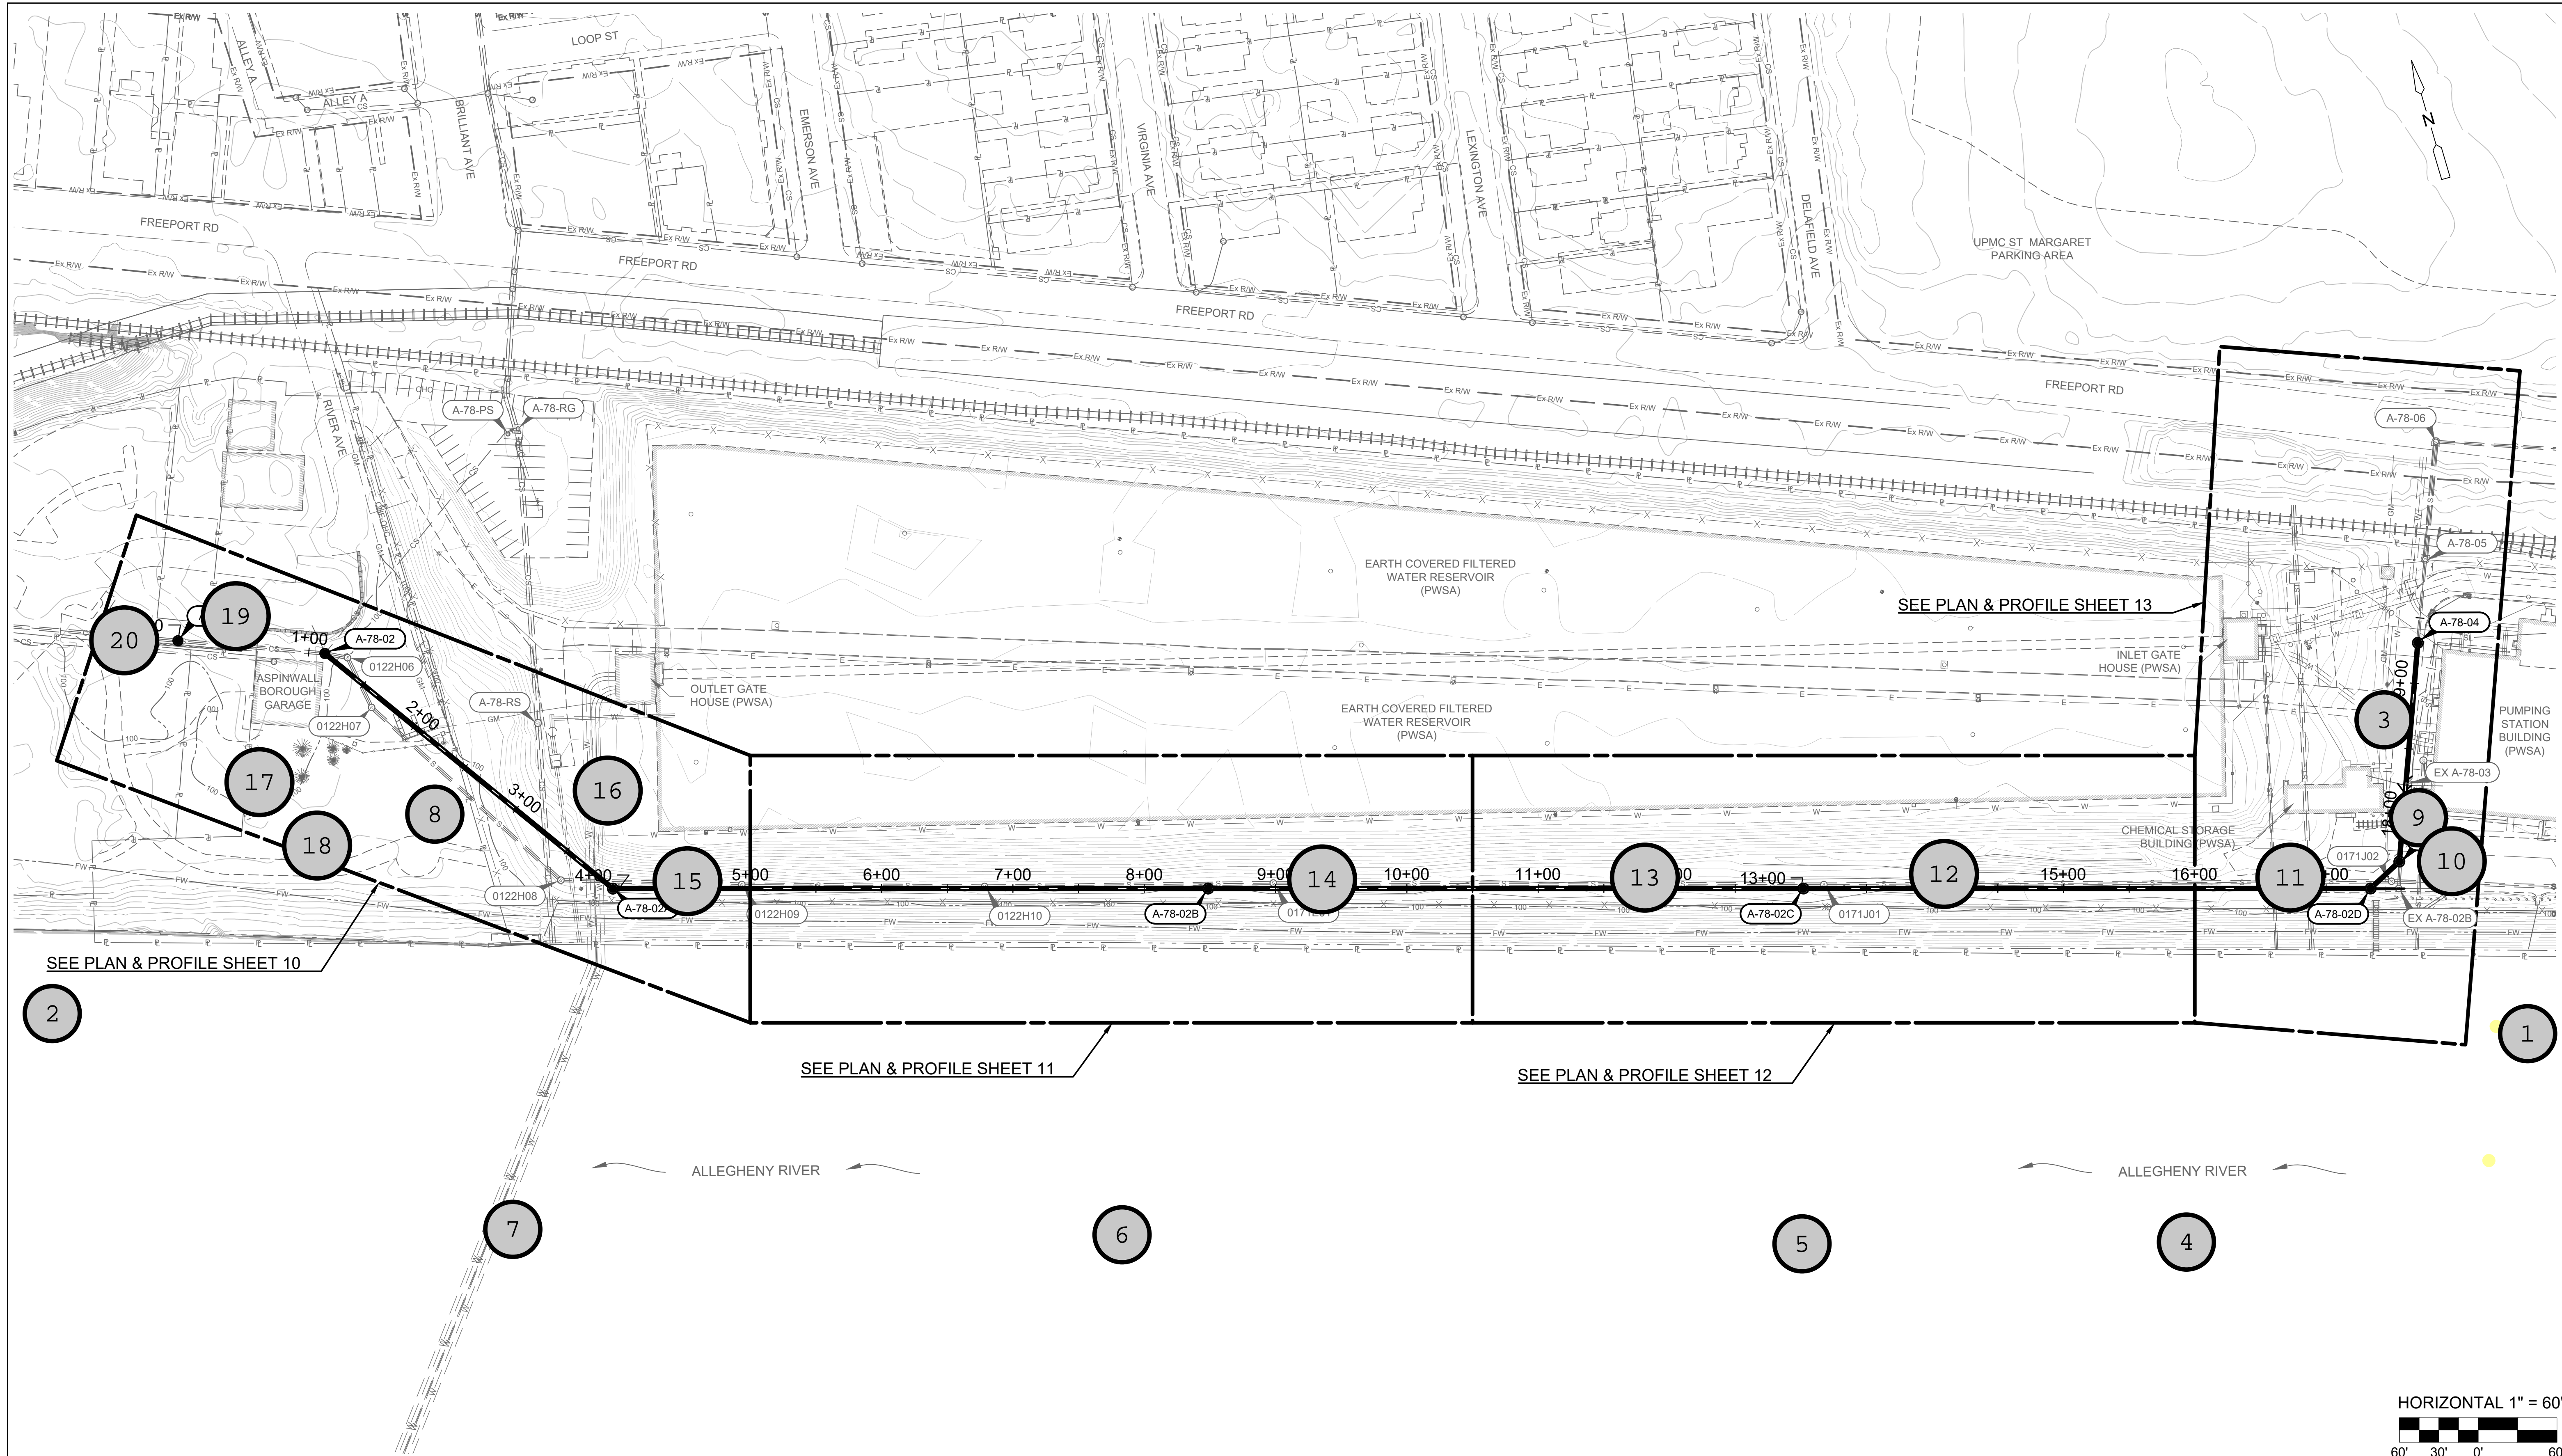 Ex R/W
Ex R/W
LOOP ST
ALLEY A
ALLEY A
BRILLIANT AVE
EMERSON AVE
VIRGINIA AVE
LEXINGTON AVE
DELAFIELD AVE
N
FREEPORT RD
FREEPORT RD
FREEPORT RD
FREEPORT RD
UPMC ST MARGARET
PARKING AREA
RIVER AVE
A-78-PS
A-78-RG
A-78-06
A-78-05
EARTH COVERED FILTERED
WATER RESERVOIR
(PWSA)
SEE PLAN & PROFILE SHEET 13
20
19
1+00
A-78-02
0122H06
ASPINWALL
BOROUGH
GARAGE
0122H07
2+00
A-78-RS
OUTLET GATE
HOUSE (PWSA)
EARTH COVERED FILTERED
WATER RESERVOIR
(PWSA)
INLET GATE
HOUSE (PWSA)
A-78-04
19+00
3
PUMPING
STATION
BUILDING
(PWSA)
EX A-78-03
17
8
3+00
16
18
9
10
CHEMICAL STORAGE
BUILDING (PWSA)
0171J02
0122H08
4+00
A-78-02A
15
5+00
0122H09
6+00
7+00
0122H10
8+00
A-78-02B
14
10+00
11+00
13
13+00
A-78-02C
0171J01
12
15+00
16+00
11
A-78-02D
EX A-78-02B
SEE PLAN & PROFILE SHEET 10
2
1
SEE PLAN & PROFILE SHEET 11
SEE PLAN & PROFILE SHEET 12
ALLEGHENY RIVER
ALLEGHENY RIVER
7
6
5
4
HORIZONTAL 1" = 60'
60' 30' 0' 60